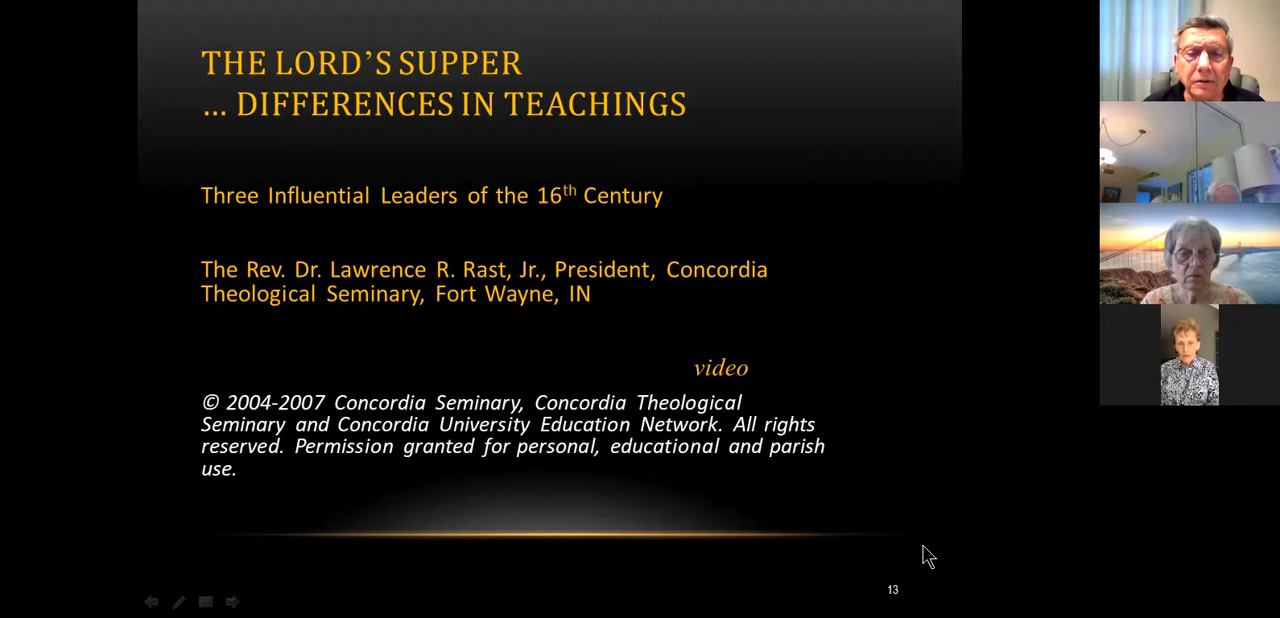 THE LORD’S SUPPER
... DIFFERENCES IN TEACHINGS
Three Influential Leaders of the 16th Century
The Rev. Dr. Lawrence R. Rast, Jr., President, Concordia
Theological Seminary, Fort Wayne, IN
video
© 2004-2007 Concordia Seminary, Concordia Theological
Seminary and Concordia University Education Network. All rights
reserved. Permission granted for personal, educational and parish
use.
13